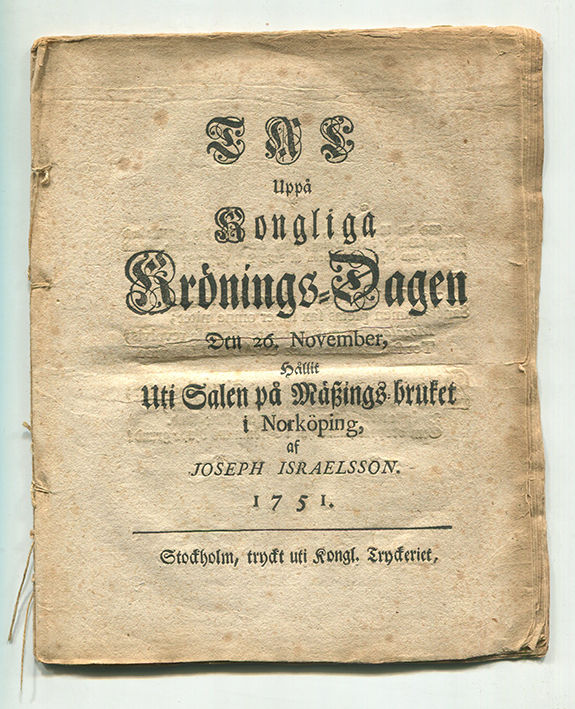 TAL
Uppå
Kongliga
Krönings-Dagen
Den 26. November,
Hållit
Uti Salen på Mäßings-bruket
i Norköping,
af
JOSEPH ISRAELSSON.
1751.
Stockholm, tryckt uti Kongl. Tryckeriet,